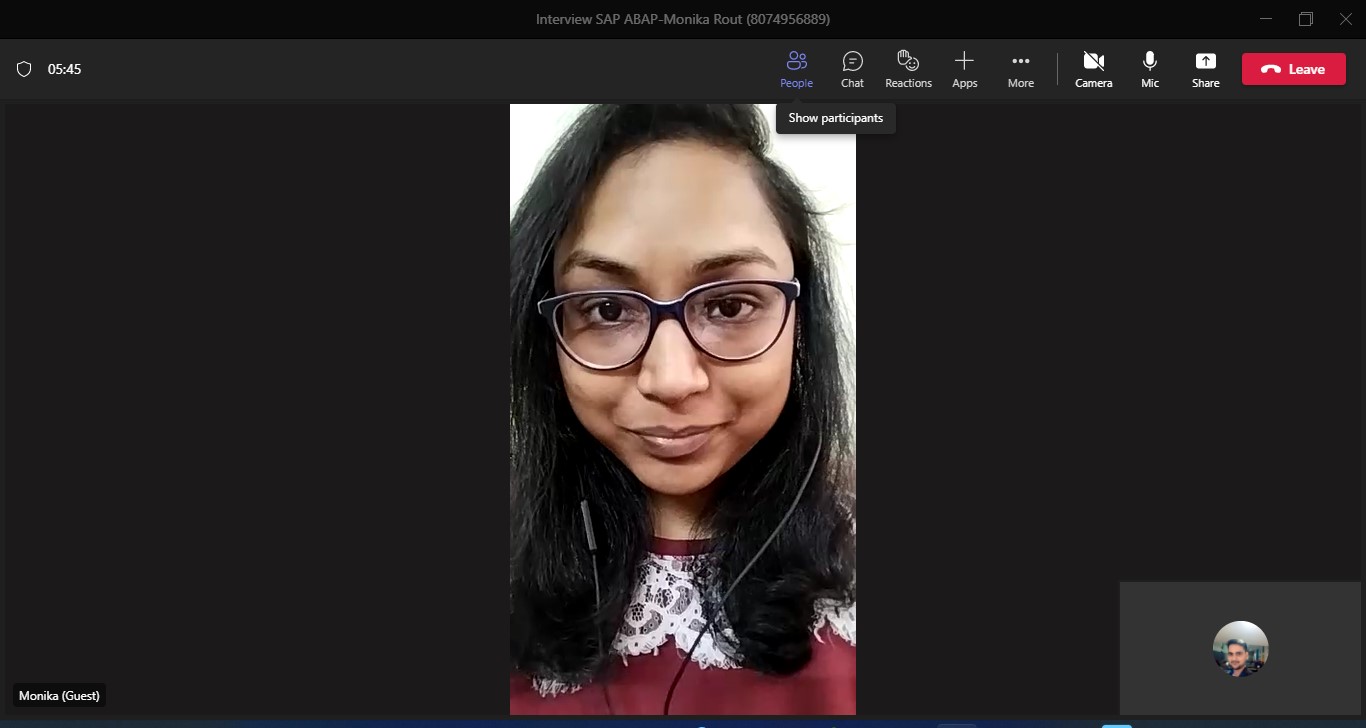 Interview SAP ABAP-Monika Rout (8074956889)
05:45
People
Chat
Reactions
Apps
More
Camera
Mic
Share
Leave
Show participants
Monika (Guest)